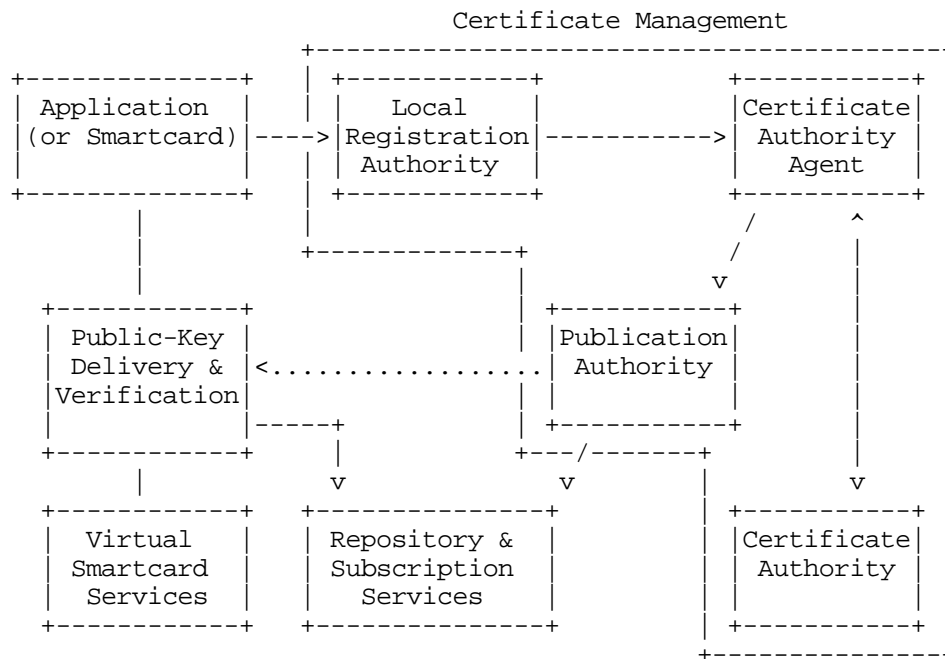 Certificate Management
Application
(or Smartcard)
Local
Registration
Authority
Certificate
Authority
Agent
Public-Key
Delivery &
Verification
Publication
Authority
Virtual
Smartcard
Services
Repository &
Subscription
Services
Certificate
Authority